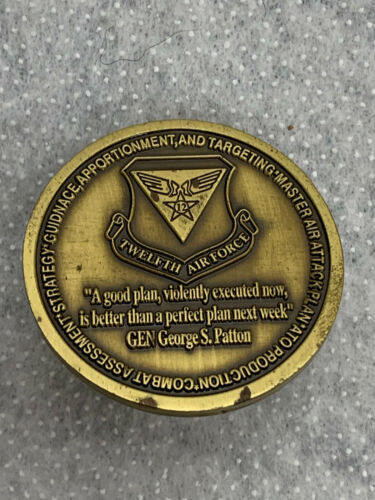 STRATEGY*GUIDNACE, APPORTIONMENT, AND TARGETING*MASTER AIR ATTACK PLAN*ATO PRODUCTION*COMBAT ASSESSMENT*
12
TWELFTH AIR FORCE
"A good plan, violently executed now,
is better than a perfect plan next week"
GEN George S. Patton